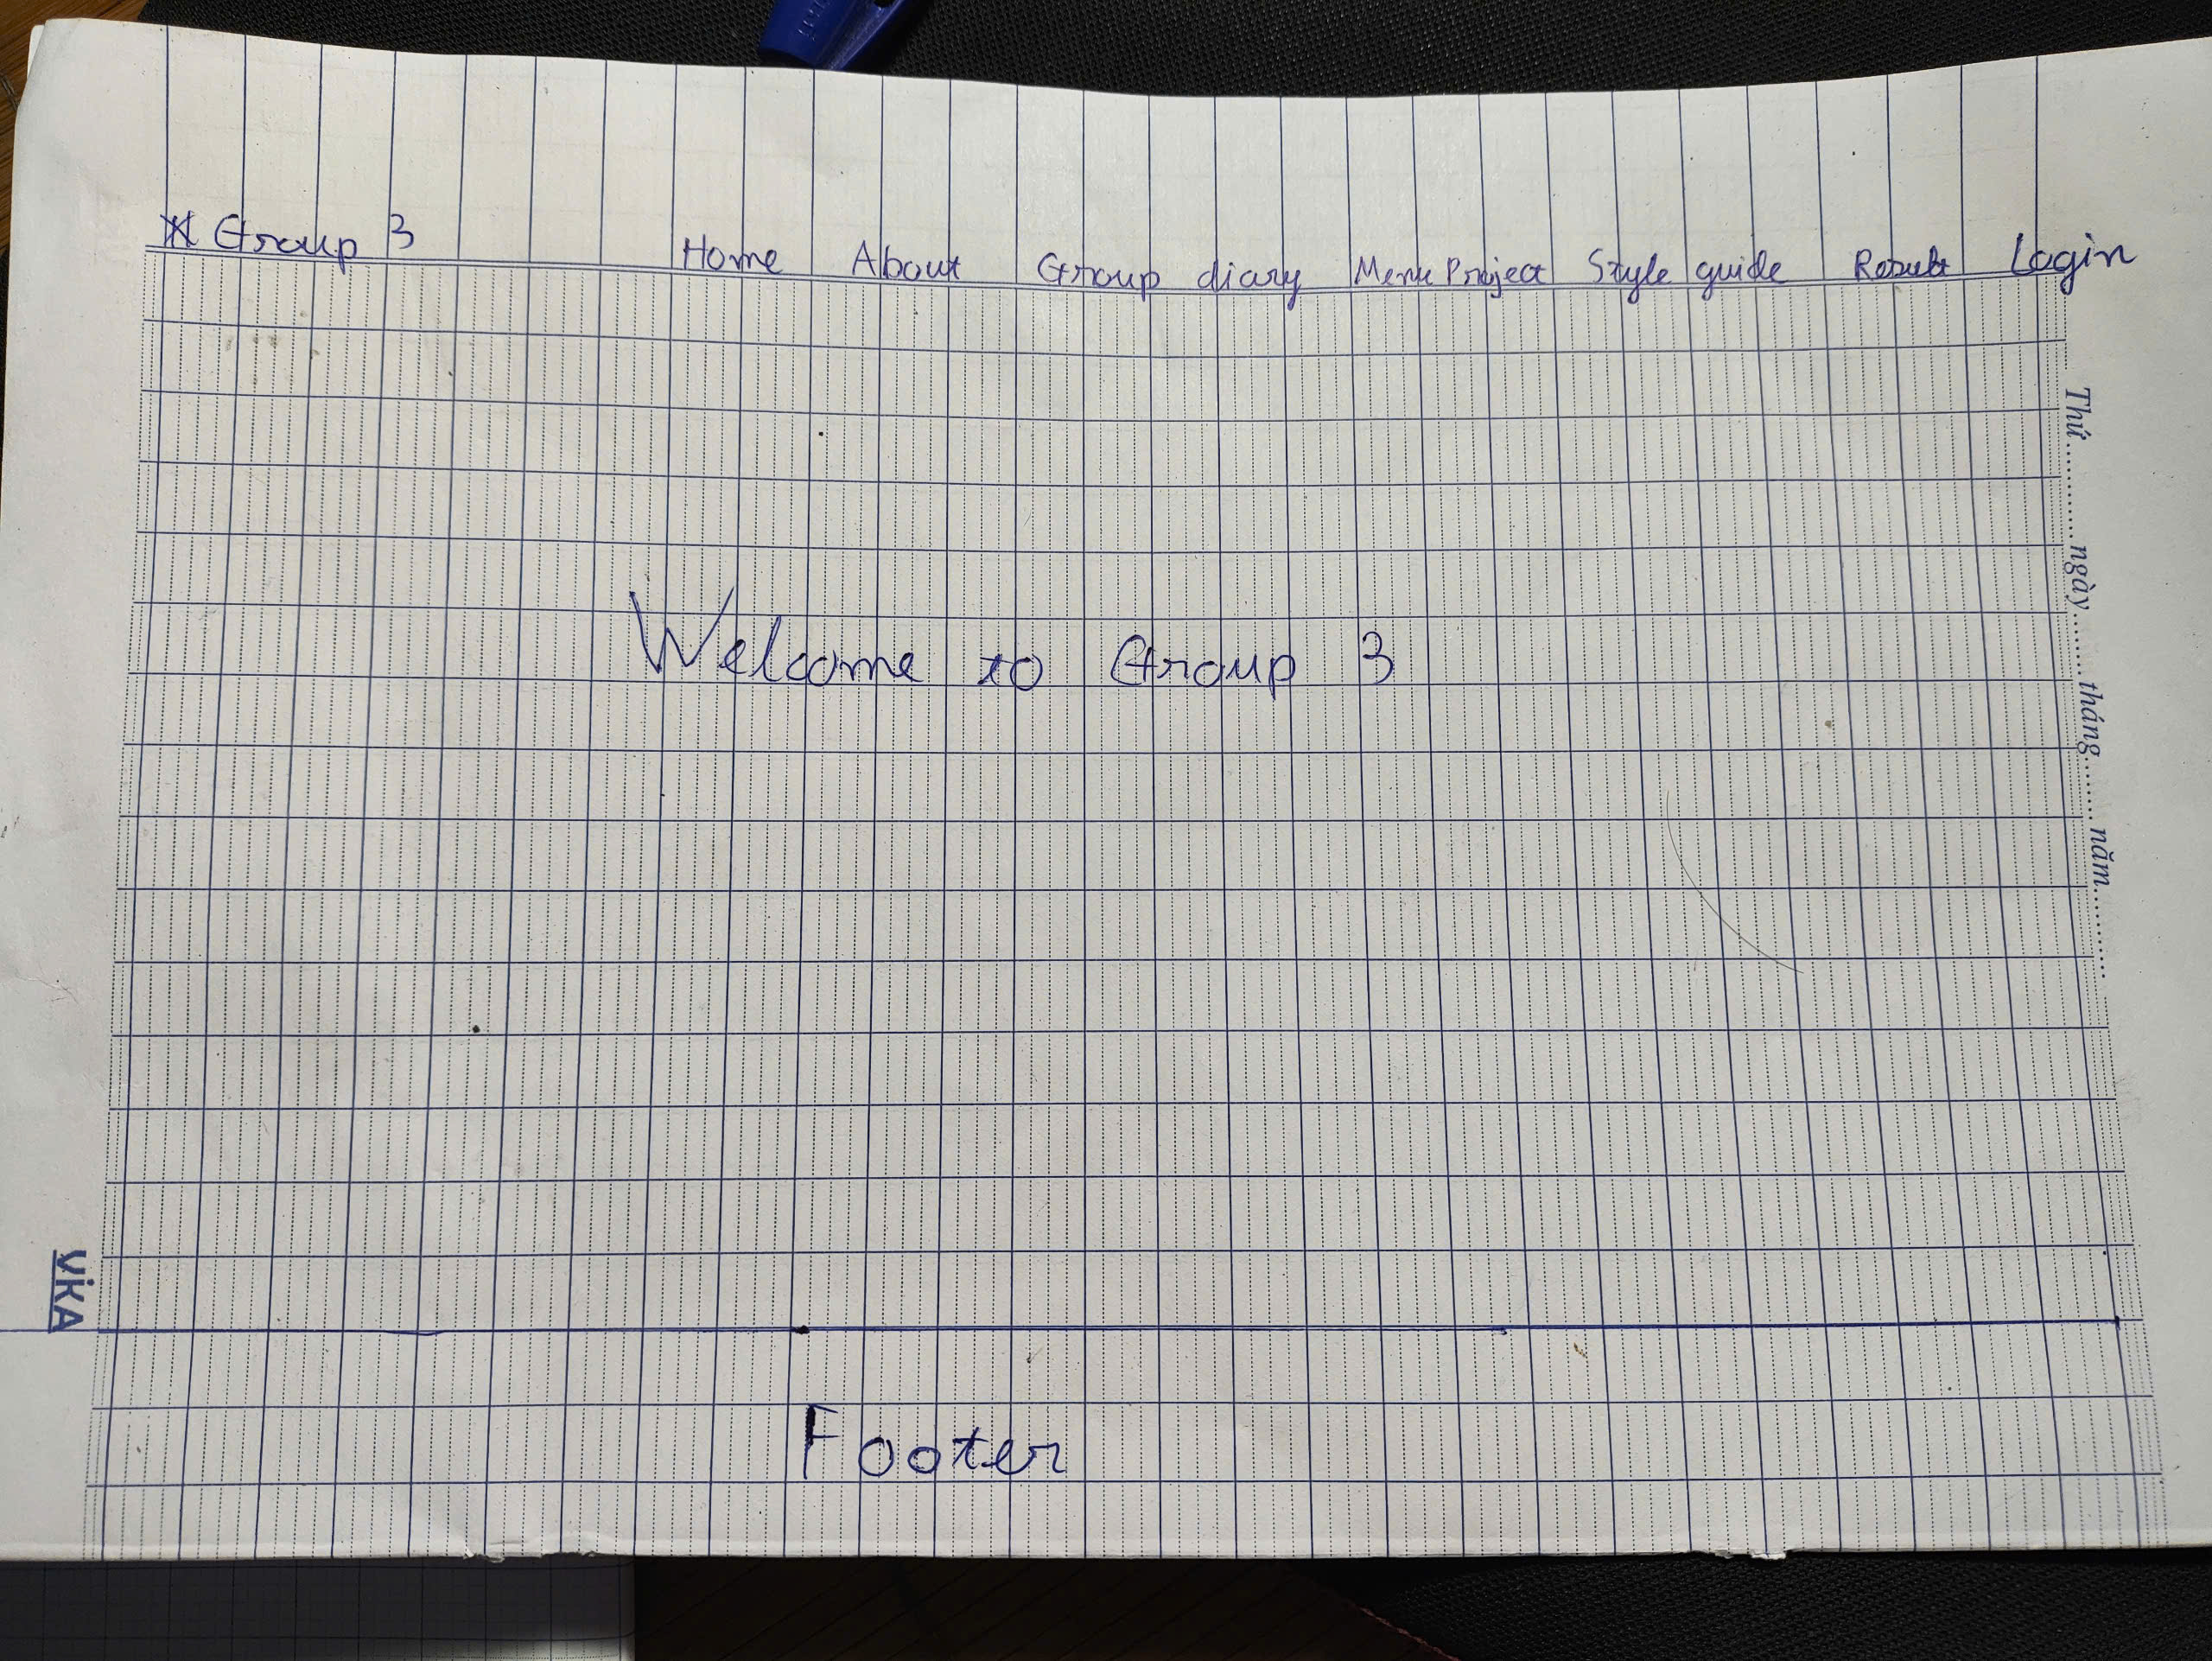 Group 3 Home About Group diary Menu Project Style guide Result Login
Welcome to Group 3
Footer
Thứ............ngày.........tháng.........năm............
VIKA